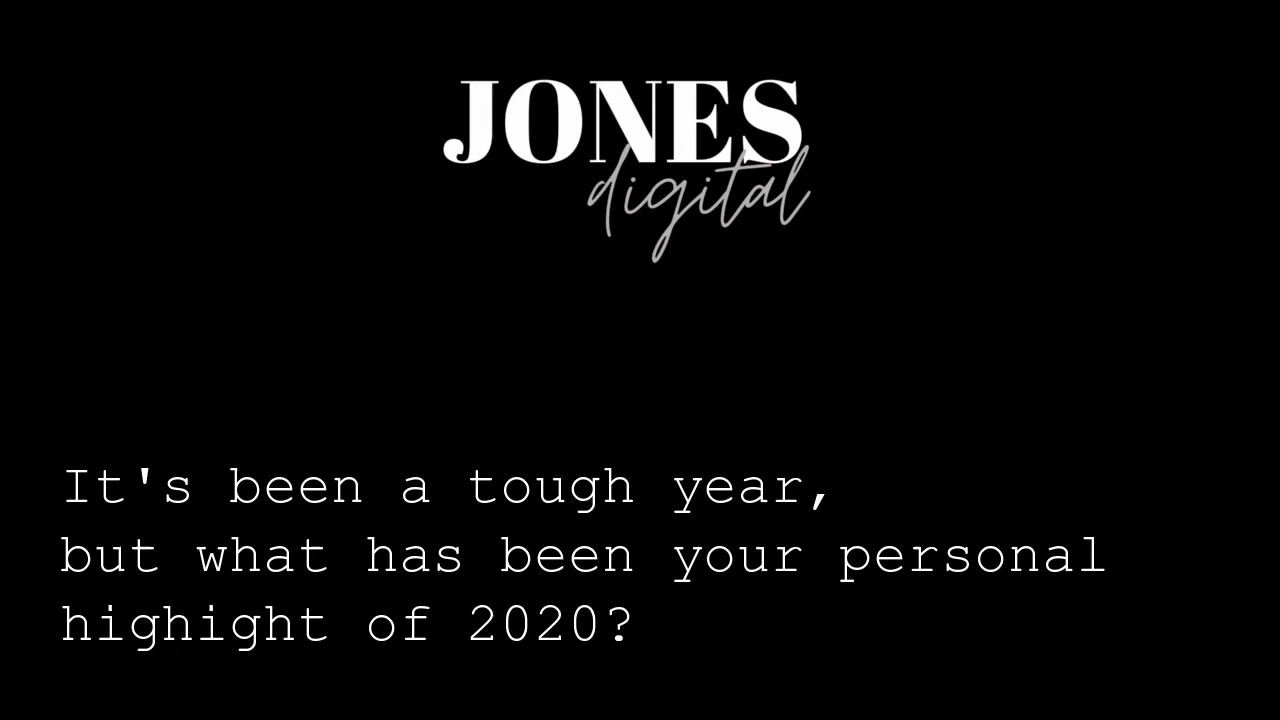 JONES
digital
It's been a tough year,
but what has been your personal
highight of 2020?